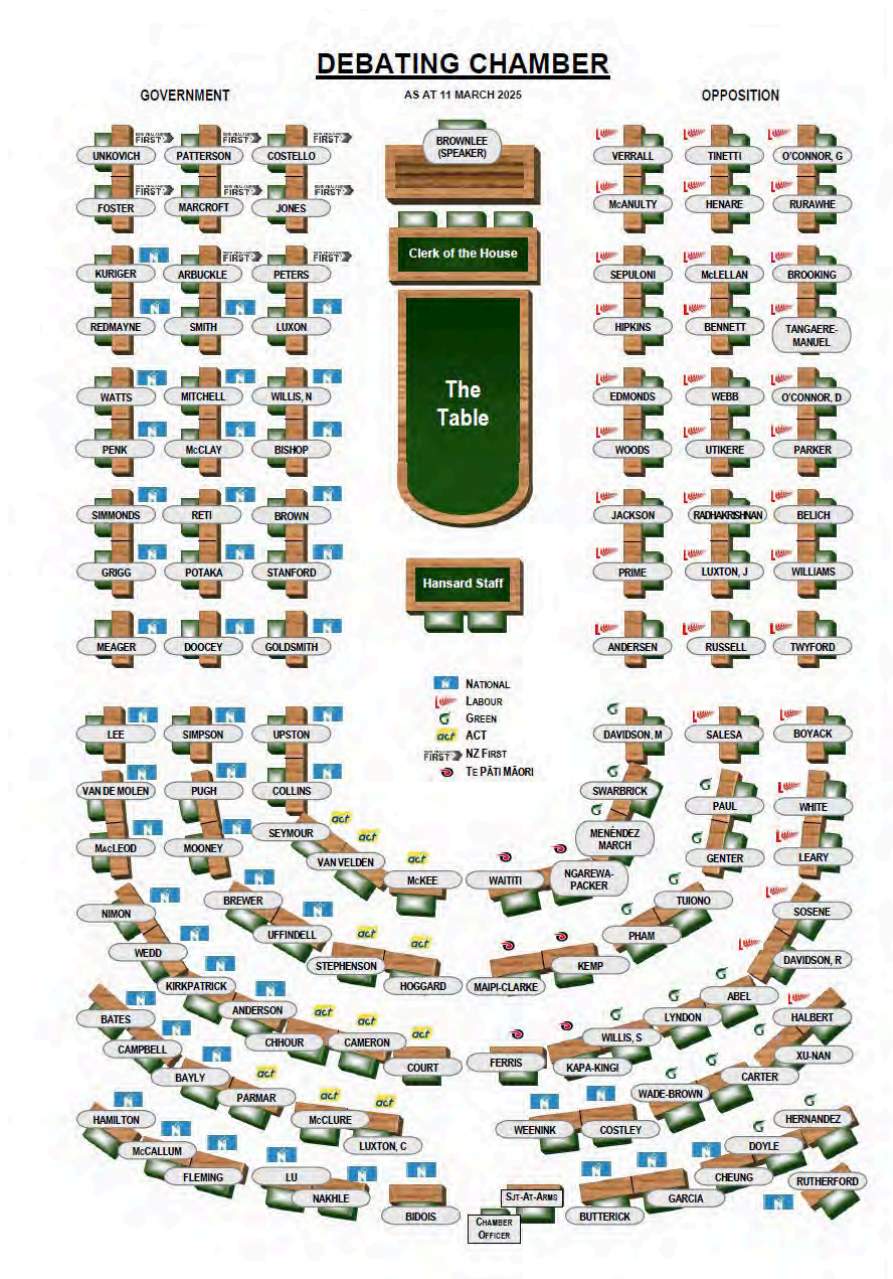 DEBATING CHAMBER
GOVERNMENT
AS AT 11 MARCH 2025
OPPOSITION
BROWNLEE
(SPEAKER)
UNKOVICH PATTERSON COSTELLO
VERRALL TINETTI O'CONNOR, G
FOSTER MARCROFT JONES
McANULTY HENARE RURAWHE
Clerk of the House
KURIGER ARBUCKLE PETERS
SEPULONI McLELLAN BROOKING
REDMAYNE SMITH LUXON
HIPKINS BENNETT TANGAERE-
MANUEL
The
Table
WATTS MITCHELL WILLIS, N
EDMONDS WEBB O'CONNOR, D
PENK McCLAY BISHOP
WOODS UTIKERE PARKER
SIMMONDS RETI BROWN
JACKSON RADHAKRISHNAN BELICH
GRIGG POTAKA STANFORD
Hansard Staff
PRIME LUXTON, J WILLIAMS
MEAGER DOOCEY GOLDSMITH
ANDERSEN RUSSELL TWYFORD
NATIONAL
LABOUR
GREEN
act ACT
FIRST NZ FIRST
TE PĀTI MĀORI
LEE SIMPSON UPSTON
DAVIDSON, M SALESA BOYACK
VAN DE MOLEN PUGH COLLINS
SWARBRICK PAUL WHITE
SEYMOUR
MENÉNDEZ
MARCH
MACLEOD MOONEY
VAN VELDEN
GENTER LEARY
McKEE WAITITI
NGAREWA-
PACKER
NIMON BREWER
TUIONO SOSENE
UFFINDELL PHAM
WEDD
STEPHENSON KEMP DAVIDSON, R
KIRKPATRICK HOGGARD MAIPI-CLARKE
ABEL
BATES ANDERSON
LYNDON HALBERT
CAMPBELL CHHOUR CAMERON
WILLIS, S XU-NAN
COURT FERRIS KAPA-KINGI
BAYLY CARTER
PARMAR WADE-BROWN
HAMILTON McCLURE
WEENINK COSTLEY HERNANDEZ
McCALLUM LUXTON, C DOYLE
FLEMING LU
CHEUNG RUTHERFORD
NAKHLE SJT-AT-ARMS GARCIA
BIDOIS BUTTERICK
CHAMBER
OFFICER